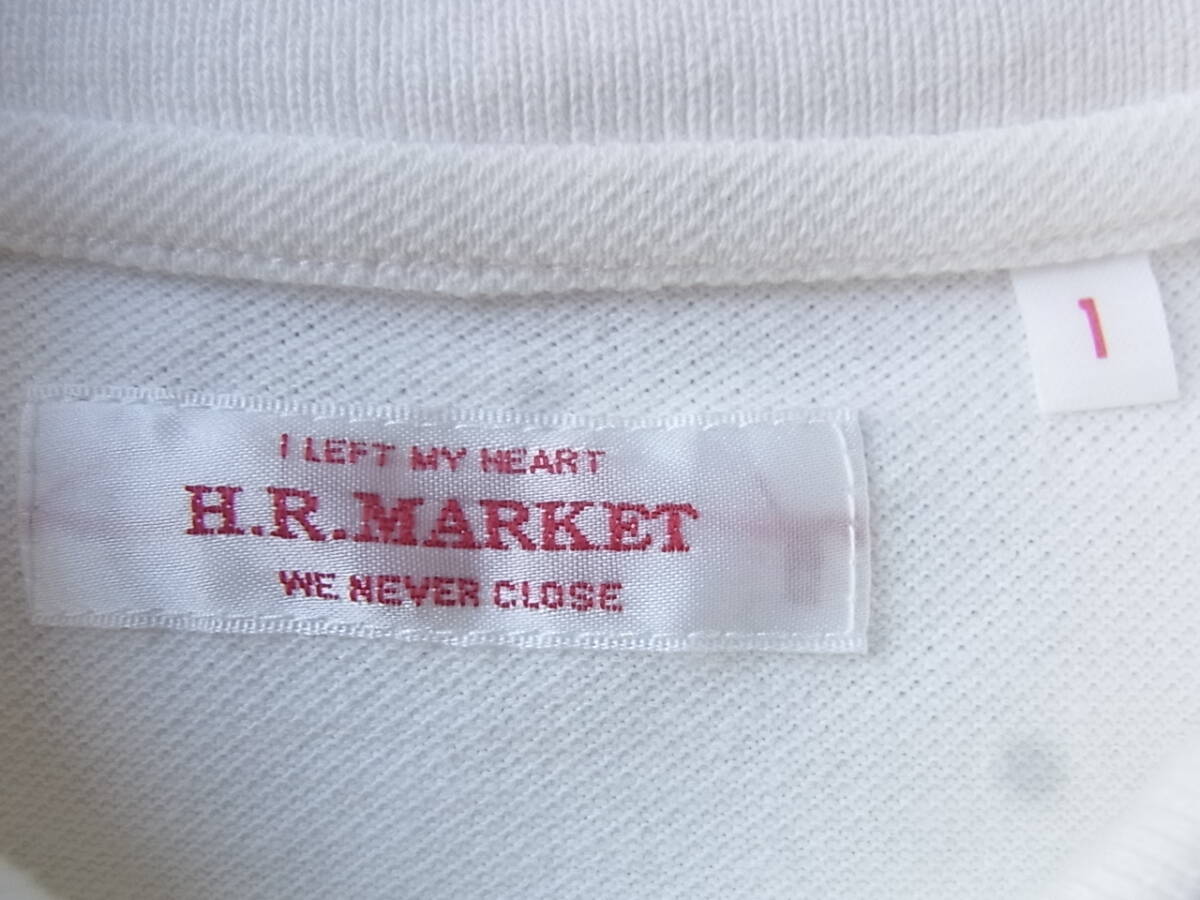 I LEFT MY HEART
H.R.MARKET
WE NEVER CLOSE
1